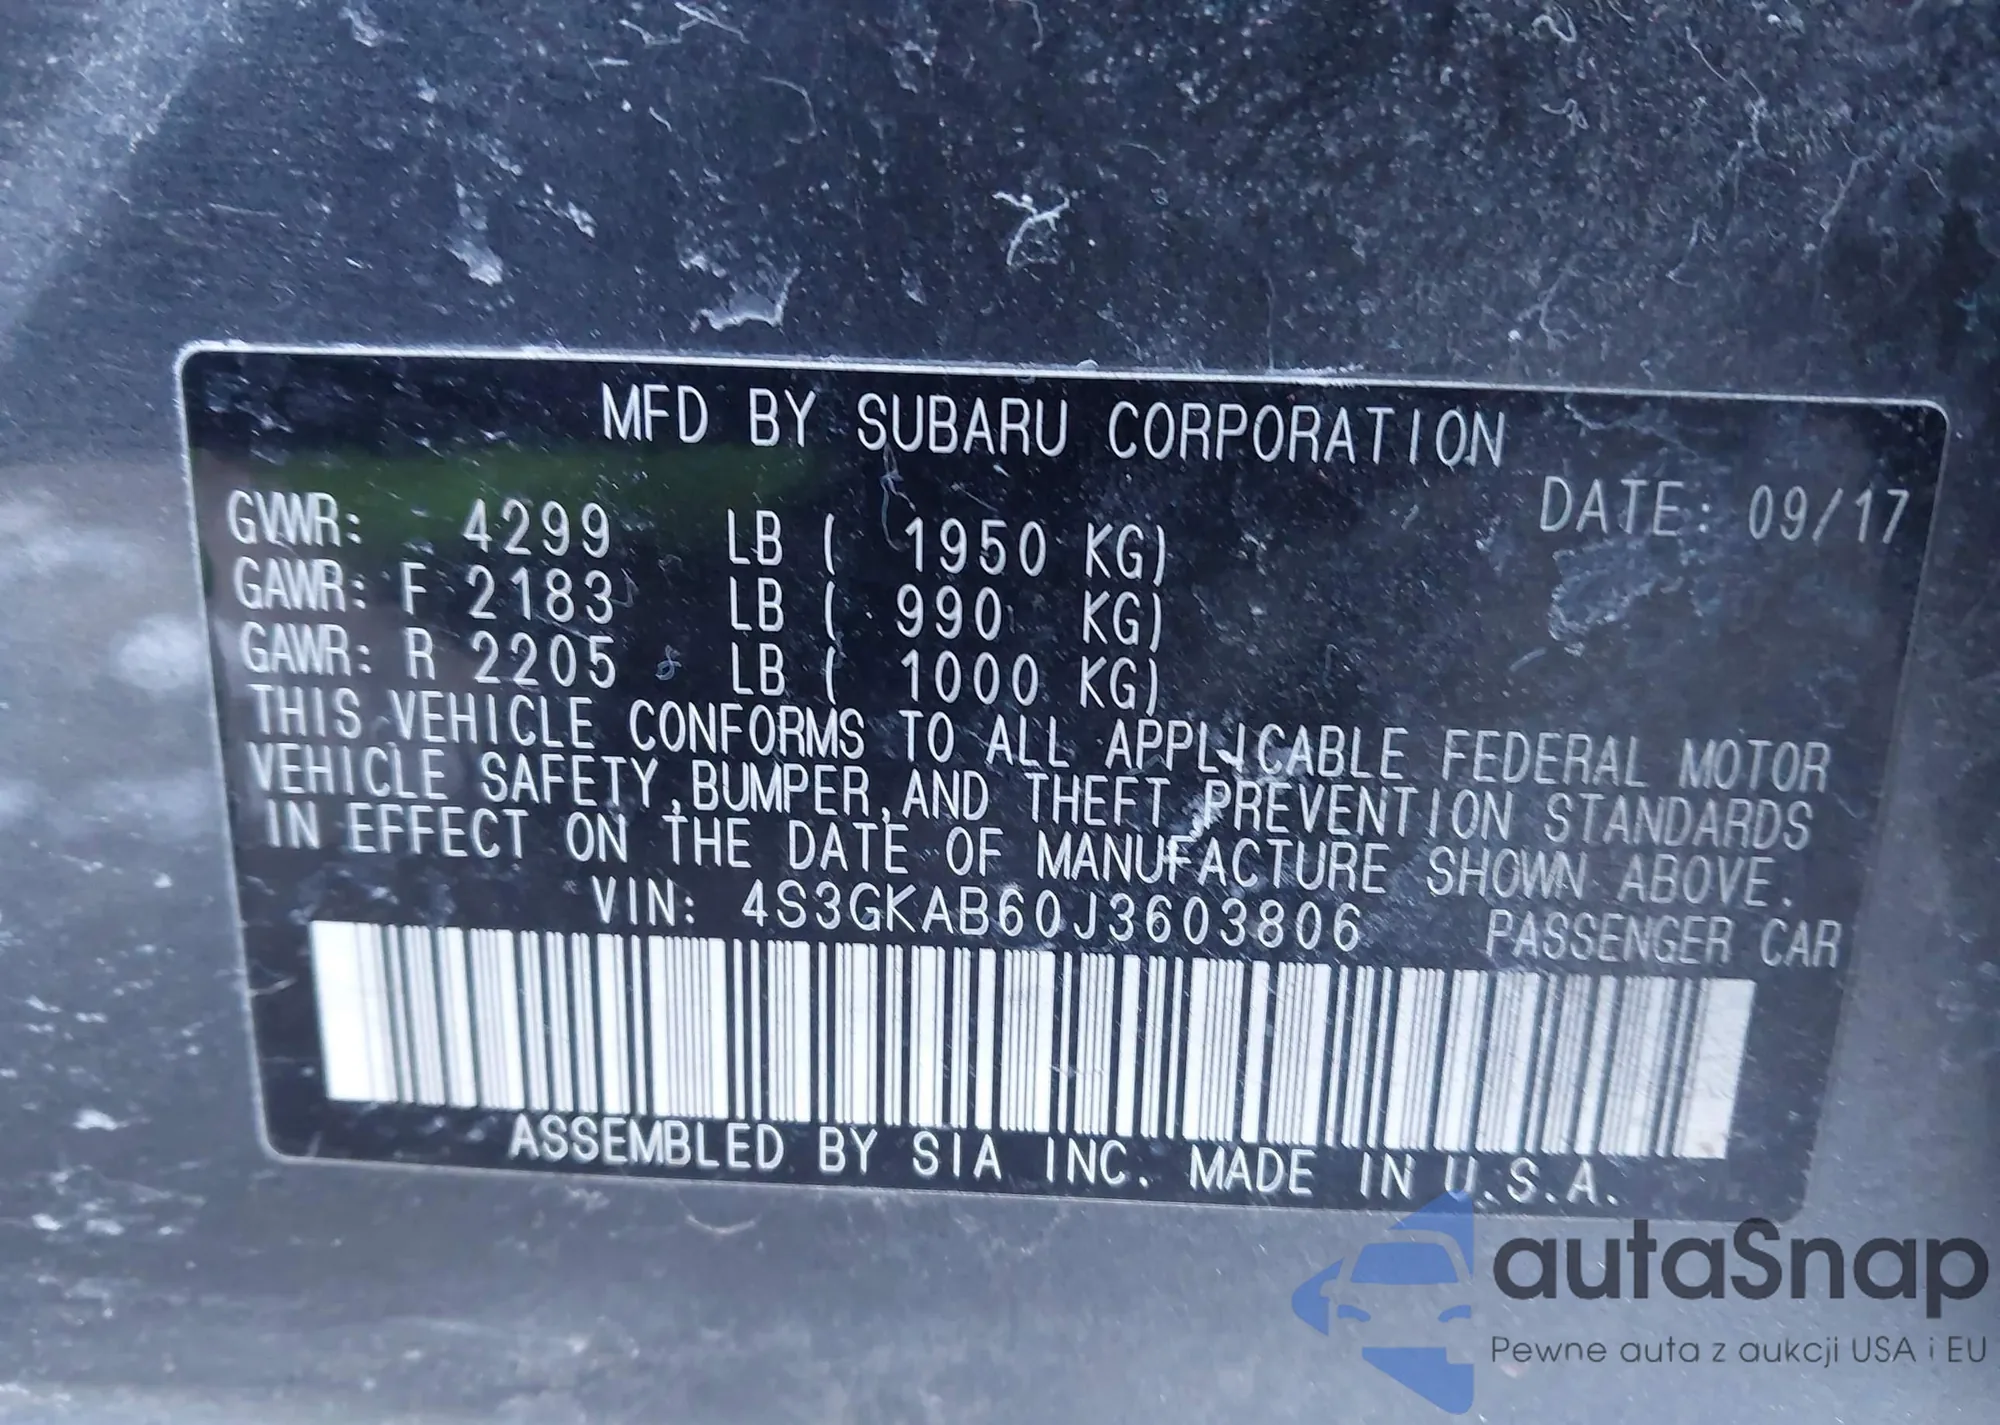 MFD BY SUBARU CORPORATION
DATE: 09/17
GVWR: 4299 LB ( 1950 KG)
GAWR: F 2183 LB ( 990 KG)
GAWR: R 2205 LB ( 1000 KG)
THIS VEHICLE CONFORMS TO ALL APPLICABLE FEDERAL MOTOR
VEHICLE SAFETY,BUMPER,AND THEFT PREVENTION STANDARDS
IN EFFECT ON THE DATE OF MANUFACTURE SHOWN ABOVE.
VIN: 4S3GKAB60J3603806 PASSENGER CAR
ASSEMBLED BY SIA INC. MADE IN U.S.A.
autaSnap
Pewne auta z aukcji USA i EU